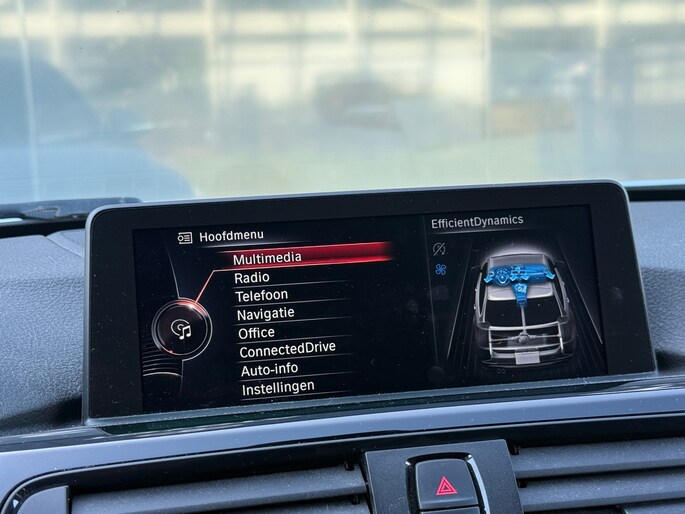 Hoofdmenu
Multimedia
Radio
Telefoon
Navigatie
Office
ConnectedDrive
Auto-info
Instellingen
EfficientDynamics